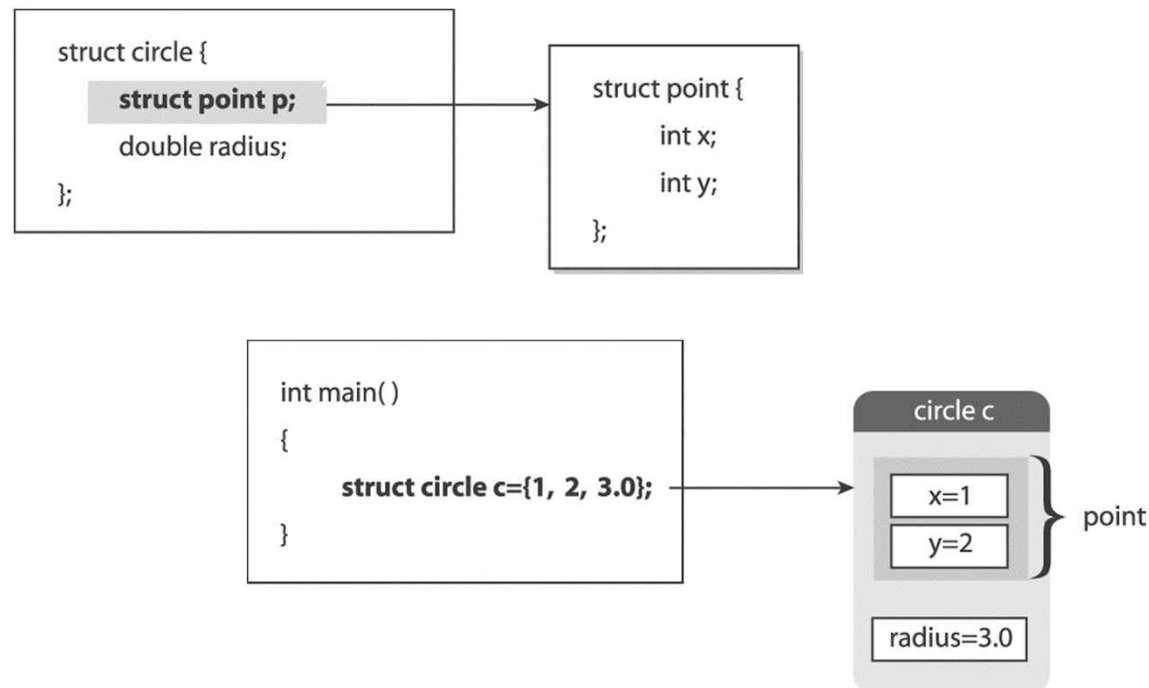 struct circle {
struct point p;
double radius;
};
struct point {
int x;
int y;
};
int main( )
{
struct circle c={1, 2, 3.0};
}
circle c
x=1
y=2
point
radius=3.0